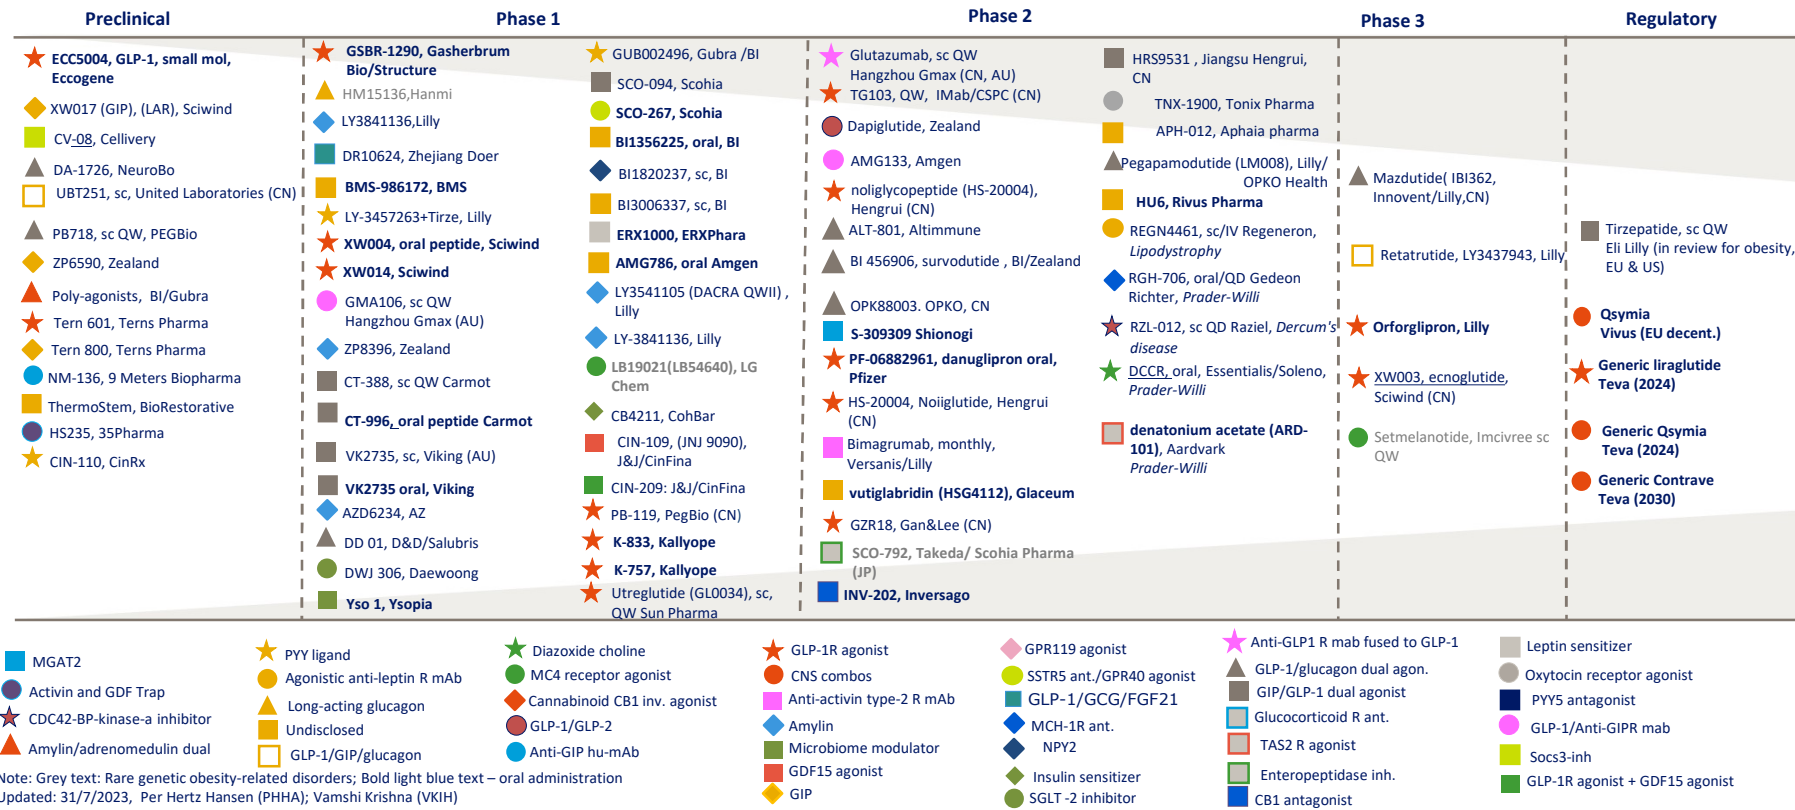 Preclinical
Phase 1
Phase 2
Phase 3
Regulatory
ECC5004, GLP-1, small mol,
Eccogene
XW017 (GIP), (LAR), Sciwind
CV-08, Cellivery
DA-1726, NeuroBo
UBT251, sc, United Laboratories (CN)
PB718, sc QW, PEGBio
ZP6590, Zealand
Poly-agonists, BI/Gubra
Tern 601, Terns Pharma
Tern 800, Terns Pharma
NM-136, 9 Meters Biopharma
ThermoStem, BioRestorative
HS235, 35Pharma
CIN-110, CinRx
GSBR-1290, Gasherbrum
Bio/Structure
HM15136,Hanmi
LY3841136,Lilly
DR10624, Zhejiang Doer
BMS-986172, BMS
LY-3457263+Tirze, Lilly
XW004, oral peptide, Sciwind
XW014, Sciwind
GMA106, sc QW
Hangzhou Gmax (AU)
ZP8396, Zealand
CT-388, sc QW Carmot
CT-996, oral peptide Carmot
VK2735, sc, Viking (AU)
VK2735 oral, Viking
AZD6234, AZ
DD 01, D&D/Salubris
DWJ 306, Daewoong
Yso 1, Ysopia
GUB002496, Gubra /BI
SCO-094, Scohia
SCO-267, Scohia
BI1356225, oral, BI
BI1820237, sc, BI
BI3006337, sc, BI
ERX1000, ERXPhara
AMG786, oral Amgen
LY3541105 (DACRA QWII) ,
Lilly
LY-3841136, Lilly
LB19021(LB54640), LG
Chem
CB4211, CohBar
CIN-109, (JNJ 9090),
J&J/CinFina
CIN-209: J&J/CinFina
PB-119, PegBio (CN)
K-833, Kallyope
K-757, Kallyope
Utreglutide (GL0034), sc,
QW Sun Pharma
Glutazumab, sc QW
Hangzhou Gmax (CN, AU)
TG103, QW, IMab/CSPC (CN)
Dapiglutide, Zealand
AMG133, Amgen
noliglycopeptide (HS-20004),
Hengrui (CN)
ALT-801, Altimmune
BI 456906, survodutide , BI/Zealand
OPK88003. OPKO, CN
S-309309 Shionogi
PF-06882961, danuglipron oral,
Pfizer
HS-20004, Noiiglutide, Hengrui
(CN)
Bimagrumab, monthly,
Versanis/Lilly
vutiglabridin (HSG4112), Glaceum
GZR18, Gan&Lee (CN)
SCO-792, Takeda/ Scohia Pharma
(JP)
INV-202, Inversago
HRS9531 , Jiangsu Hengrui,
CN
TNX-1900, Tonix Pharma
APH-012, Aphaia pharma
Pegapamodutide (LM008), Lilly/
OPKO Health
HU6, Rivus Pharma
REGN4461, sc/IV Regeneron,
Lipodystrophy
RGH-706, oral/QD Gedeon
Richter, Prader-Willi
RZL-012, sc QD Raziel, Dercum's
disease
DCCR, oral, Essentialis/Soleno,
Prader-Willi
denatonium acetate (ARD-
101), Aardvark
Prader-Willi
Mazdutide( IBI362,
Innovent/Lilly,CN)
Retatrutide, LY3437943, Lilly
Orforglipron, Lilly
XW003, ecnoglutide,
Sciwind (CN)
Setmelanotide, Imcivree sc
QW
Tirzepatide, sc QW
Eli Lilly (in review for obesity,
EU & US)
Qsymia
Vivus (EU decent.)
Generic liraglutide
Teva (2024)
Generic Qsymia
Teva (2024)
Generic Contrave
Teva (2030)
MGAT2
Activin and GDF Trap
CDC42-BP-kinase-a inhibitor
Amylin/adrenomedulin dual
PYY ligand
Agonistic anti-leptin R mAb
Long-acting glucagon
Undisclosed
GLP-1/GIP/glucagon
Diazoxide choline
MC4 receptor agonist
Cannabinoid CB1 inv. agonist
GLP-1/GLP-2
Anti-GIP hu-mAb
GLP-1R agonist
CNS combos
Anti-activin type-2 R mAb
Amylin
Microbiome modulator
GDF15 agonist
GIP
GPR119 agonist
SSTR5 ant./GPR40 agonist
GLP-1/GCG/FGF21
MCH-1R ant.
NPY2
Insulin sensitizer
SGLT -2 inhibitor
Anti-GLP1 R mab fused to GLP-1
GLP-1/glucagon dual agon.
GIP/GLP-1 dual agonist
Glucocorticoid R ant.
TAS2 R agonist
Enteropeptidase inh.
CB1 antagonist
Leptin sensitizer
Oxytocin receptor agonist
PYY5 antagonist
GLP-1/Anti-GIPR mab
Socs3-inh
GLP-1R agonist + GDF15 agonist
Note: Grey text: Rare genetic obesity-related disorders; Bold light blue text – oral administration
Updated: 31/7/2023, Per Hertz Hansen (PHHA); Vamshi Krishna (VKIH)